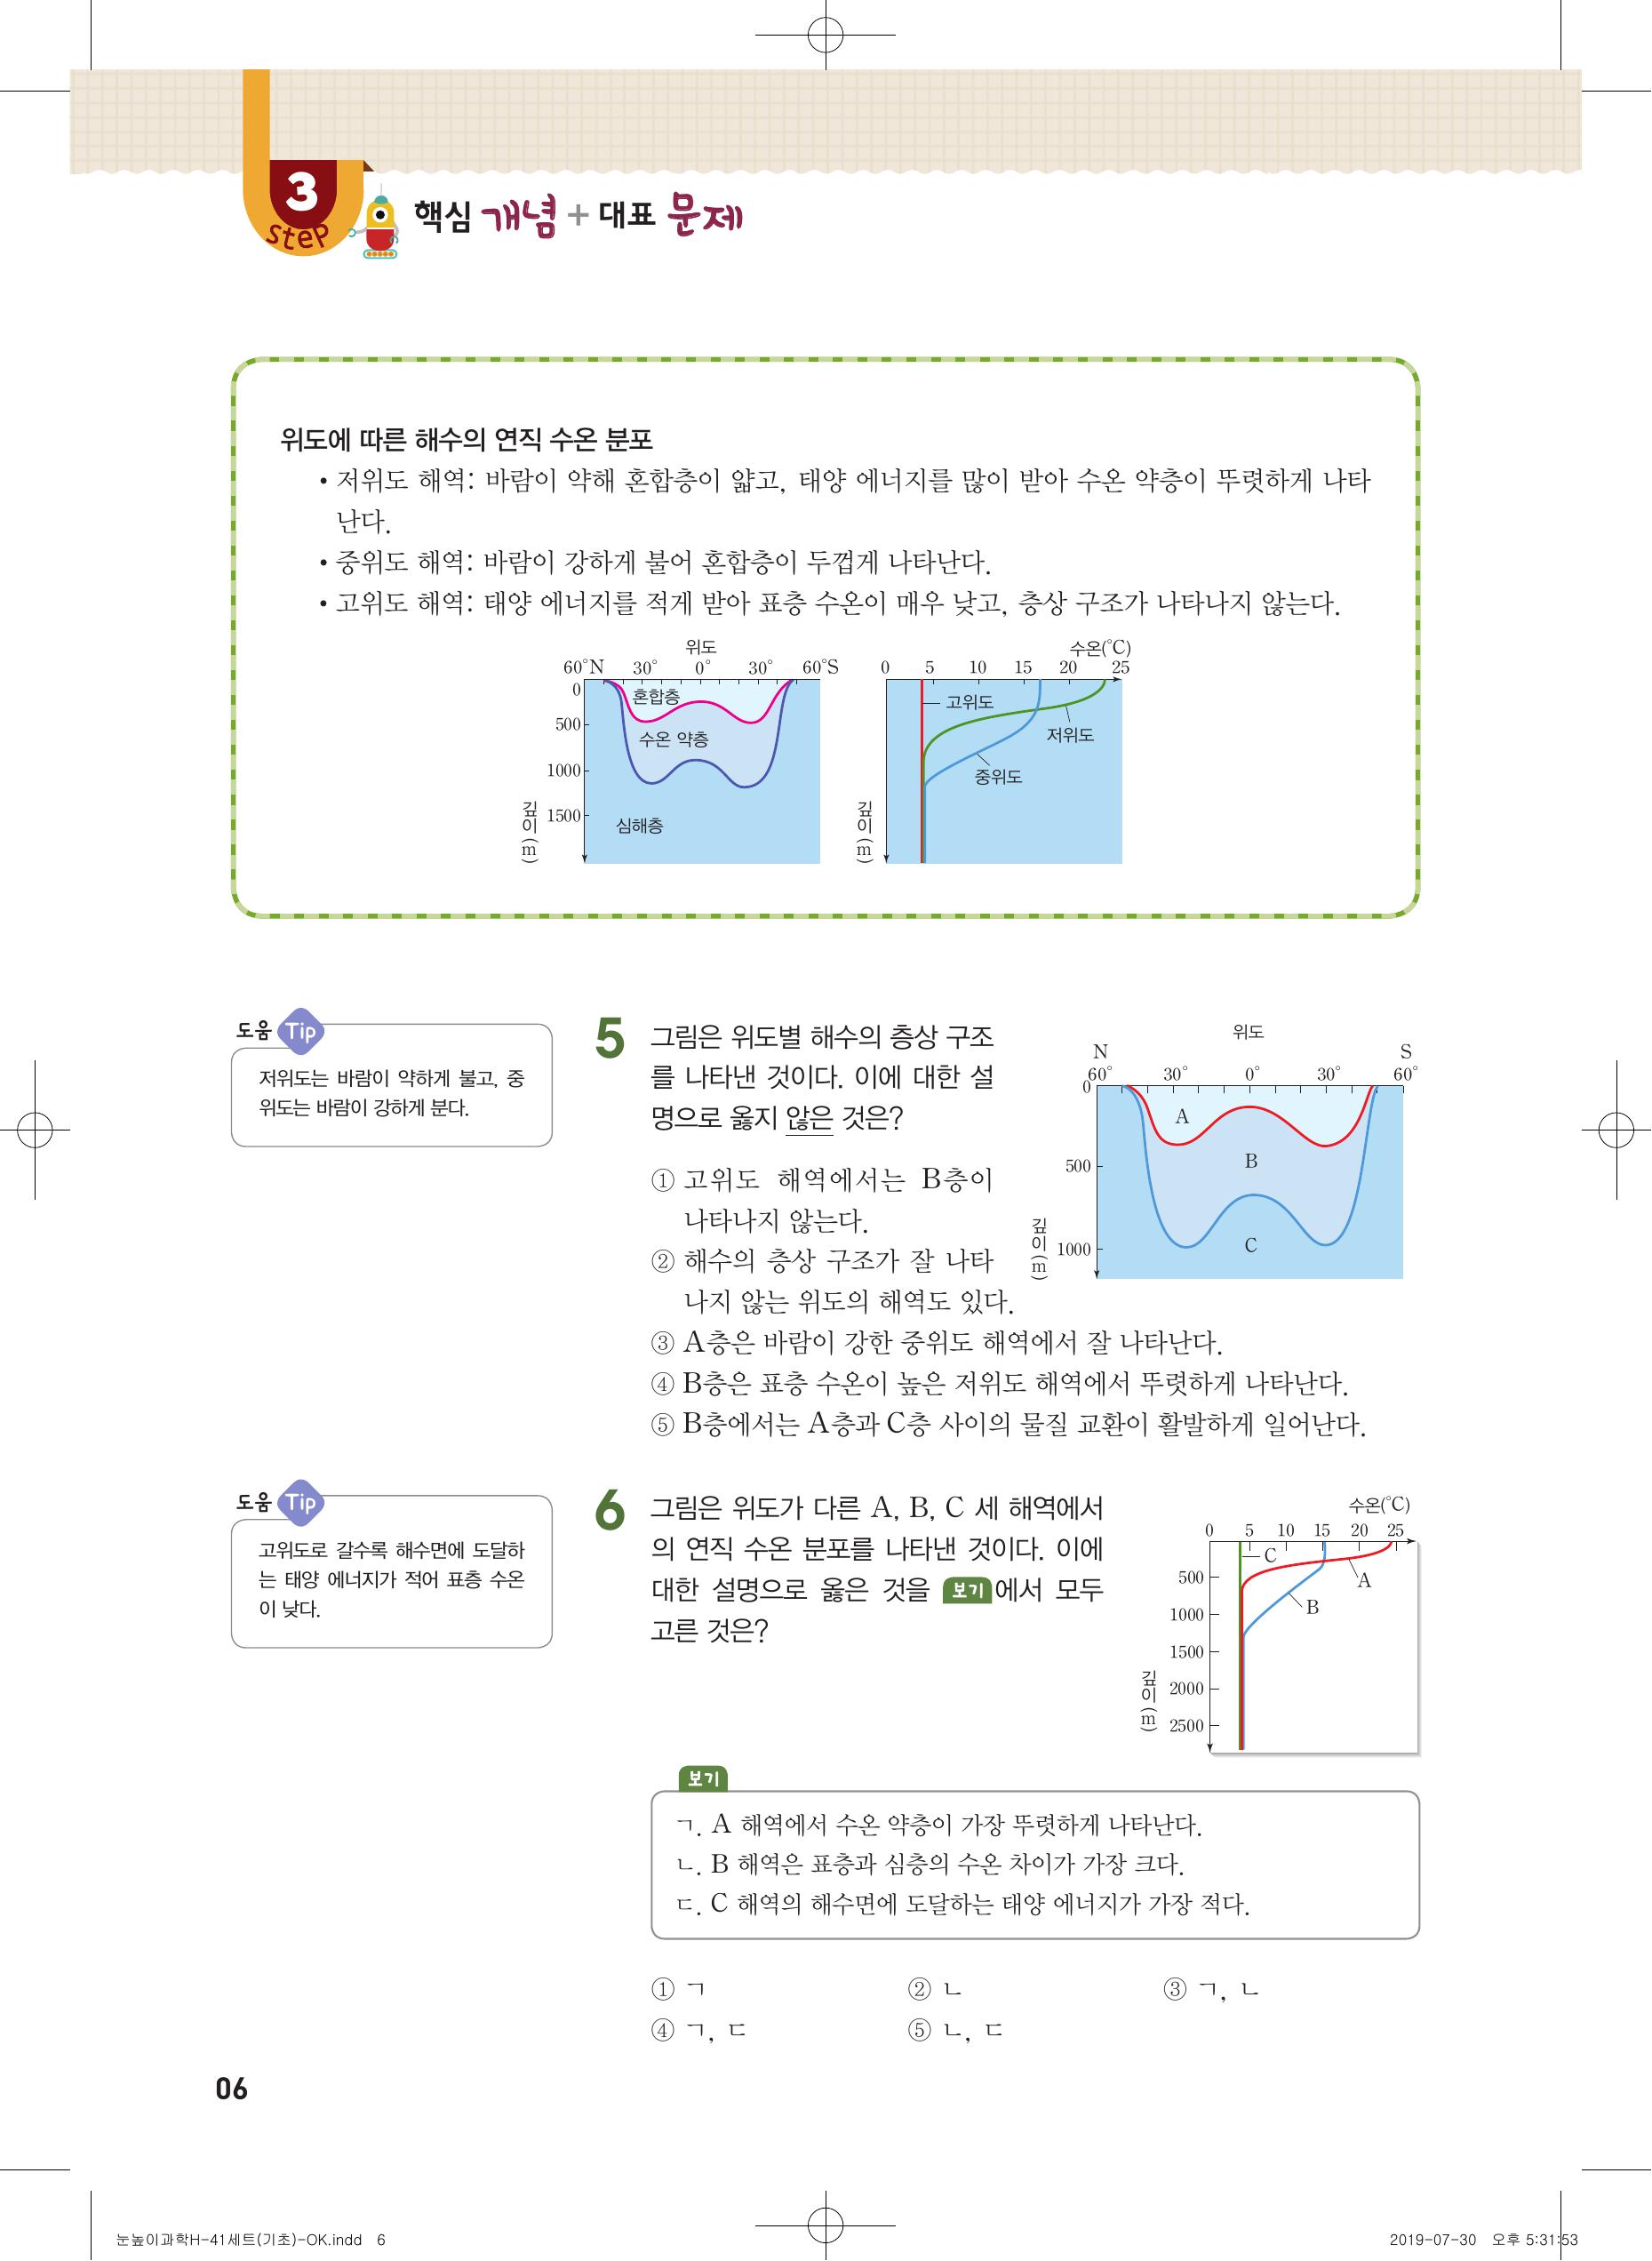 3
step
핵심 개념 + 대표 문제
위도에 따른 해수의 연직 수온 분포
• 저위도 해역: 바람이 약해 혼합층이 얇고, 태양 에너지를 많이 받아 수온 약층이 뚜렷하게 나타
난다.
• 중위도 해역: 바람이 강하게 불어 혼합층이 두껍게 나타난다.
• 고위도 해역: 태양 에너지를 적게 받아 표층 수온이 매우 낮고, 층상 구조가 나타나지 않는다.
위도
60°N 30° 0° 30° 60°S
0
500
1000
1500
깊이(m)
혼합층
수온 약층
심해층
수온(°C)
0 5 10 15 20 25
고위도
저위도
중위도
깊이(m)
도움 Tip
저위도는 바람이 약하게 불고, 중
위도는 바람이 강하게 분다.
5 그림은 위도별 해수의 층상 구조
를 나타낸 것이다. 이에 대한 설
명으로 옳지 않은 것은?
① 고위도 해역에서는 B층이
나타나지 않는다.
② 해수의 층상 구조가 잘 나타
나지 않는 위도의 해역도 있다.
③ A층은 바람이 강한 중위도 해역에서 잘 나타난다.
④ B층은 표층 수온이 높은 저위도 해역에서 뚜렷하게 나타난다.
⑤ B층에서는 A층과 C층 사이의 물질 교환이 활발하게 일어난다.
위도
N S
60° 30° 0° 30° 60°
0
500
1000
깊이(m)
A
B
C
도움 Tip
고위도로 갈수록 해수면에 도달하
는 태양 에너지가 적어 표층 수온
이 낮다.
6 그림은 위도가 다른 A, B, C 세 해역에서
의 연직 수온 분포를 나타낸 것이다. 이에
대한 설명으로 옳은 것을 보기에서 모두
고른 것은?
수온(°C)
0 5 10 15 20 25
500
1000
1500
2000
2500
깊이(m)
C
A
B
보기
ㄱ. A 해역에서 수온 약층이 가장 뚜렷하게 나타난다.
ㄴ. B 해역은 표층과 심층의 수온 차이가 가장 크다.
ㄷ. C 해역의 해수면에 도달하는 태양 에너지가 가장 적다.
① ㄱ ② ㄴ ③ ㄱ, ㄴ
④ ㄱ, ㄷ ⑤ ㄴ, ㄷ
06
눈높이과학H-41세트(기초)-OK.indd 6 2019-07-30 오후 5:31:53